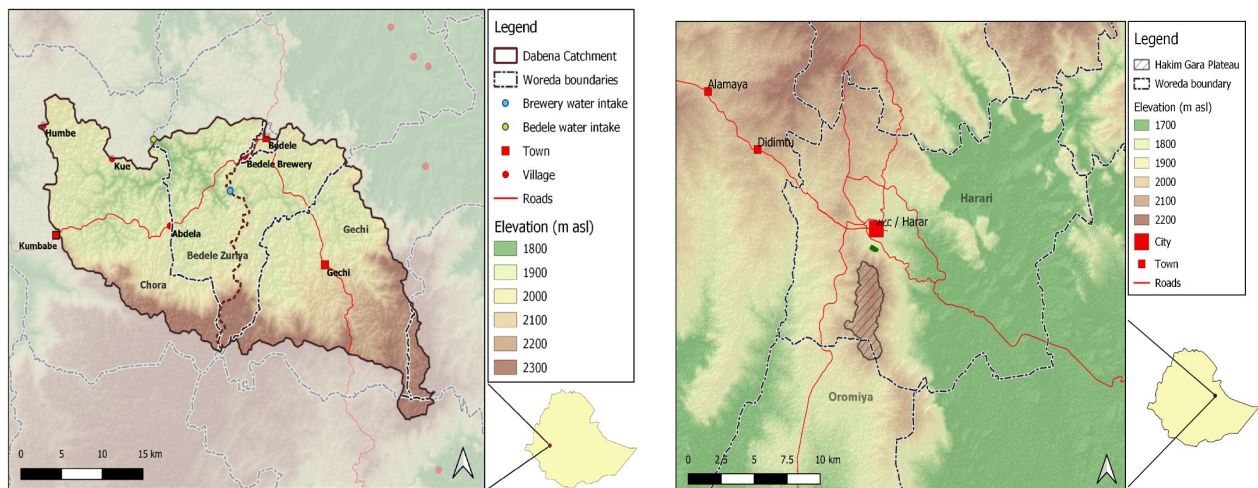 Legend
Dabena Catchment
Woreda boundaries
Brewery water intake
Bedele water intake
Town
Village
Roads
Elevation (m asl)
1800
1900
2000
2100
2200
2300
Humbe
Kue
Bedele
Bedele Brewery
Kumbabe
Abdela
Bedele Zuriya
Gechi
Gechi
Chora
0 5 10 15 km
Legend
Hakim Gara Plateau
Woreda boundary
Elevation (m asl)
1700
1800
1900
2000
2100
2200
City
Town
Roads
Alamaya
Didimtu
Harari
/ Harar
Oromiya
0 2.5 5 7.5 10 km